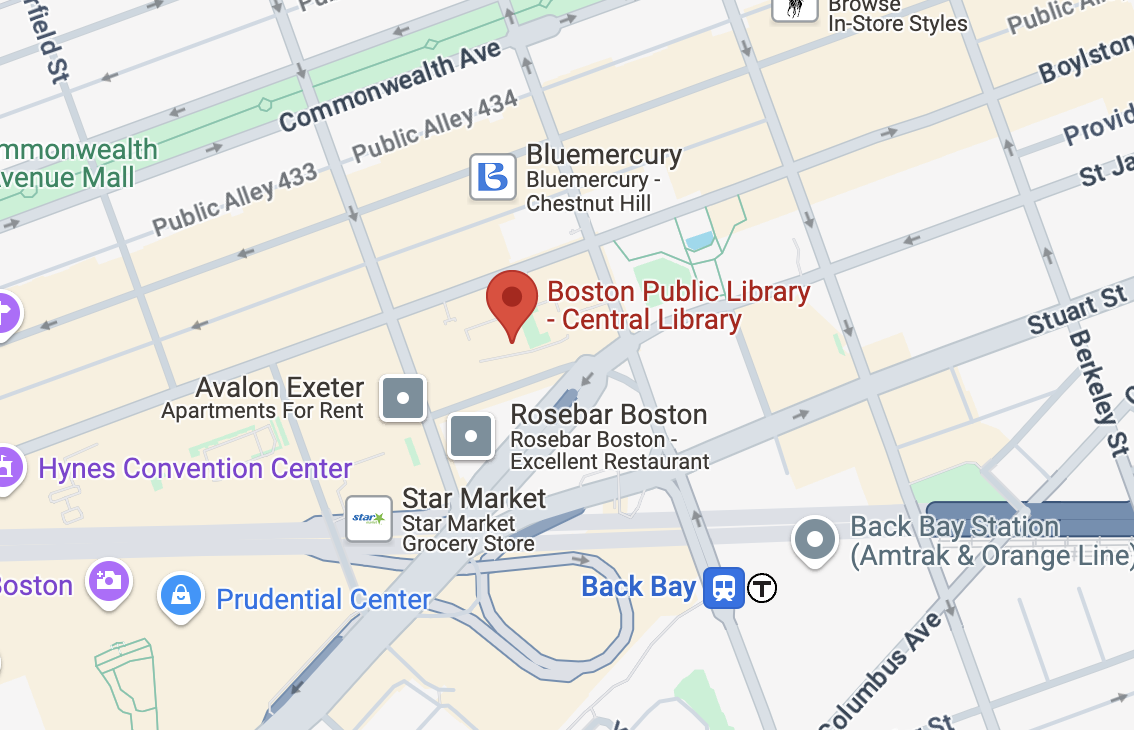 Browse
In-Store Styles
Public
rfield St
Commonwealth Ave
Boylston
Public Alley 434
Provid
mmonwealth
venue Mall
Bluemercury
Bluemercury -
Chestnut Hill
St Ja
Public Alley 433
Boston Public Library
- Central Library
Stuart St
Berkeley St
Avalon Exeter
Apartments For Rent
Rosebar Boston
Rosebar Boston -
Excellent Restaurant
Hynes Convention Center
Star Market
Star Market
Grocery Store
star
Back Bay Station
(Amtrak & Orange Line)
Boston
Prudential Center
Back Bay
T
Columbus Ave
St